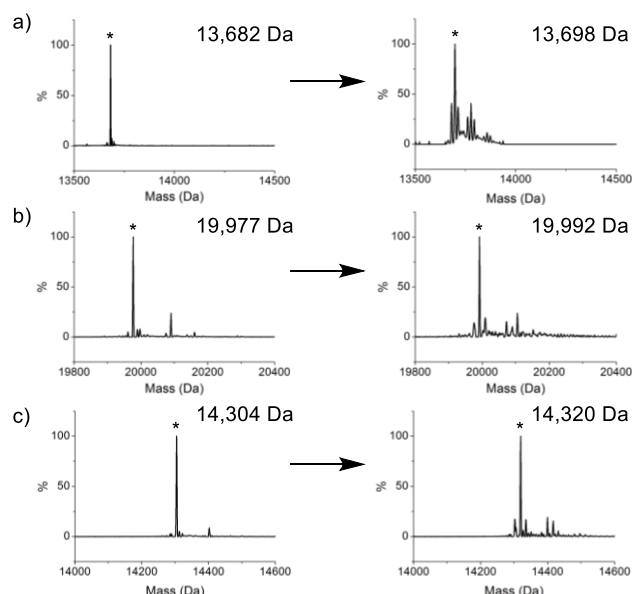 a)
* 13,682 Da
100
50
0
%
13500 14000 14500
Mass (Da)
* 13,698 Da
100
50
0
%
13500 14000 14500
Mass (Da)
b)
* 19,977 Da
100
50
0
%
19800 20000 20200 20400
Mass (Da)
* 19,992 Da
100
50
0
%
19800 20000 20200 20400
Mass (Da)
c)
* 14,304 Da
100
50
0
%
14000 14200 14400 14600
Mass (Da)
* 14,320 Da
100
50
0
%
14000 14200 14400 14600
Mass (Da)